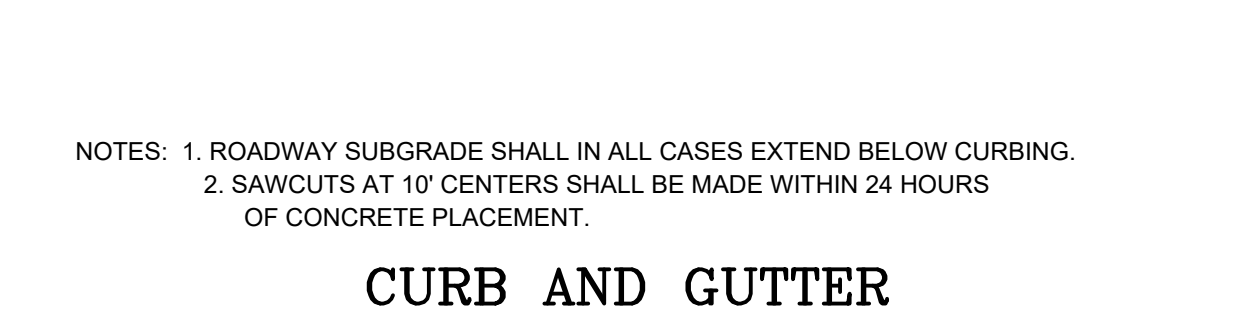 NOTES: 1. ROADWAY SUBGRADE SHALL IN ALL CASES EXTEND BELOW CURBING.
2. SAWCUTS AT 10' CENTERS SHALL BE MADE WITHIN 24 HOURS
OF CONCRETE PLACEMENT.
CURB AND GUTTER